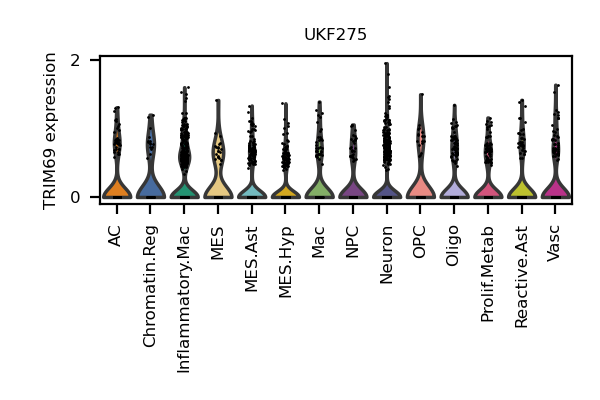 UKF275
TRIM69 expression
2
0
AC
Chromatin.Reg
Inflammatory.Mac
MES
MES.Ast
MES.Hyp
Mac
NPC
Neuron
OPC
Oligo
Prolif.Metab
Reactive.Ast
Vasc